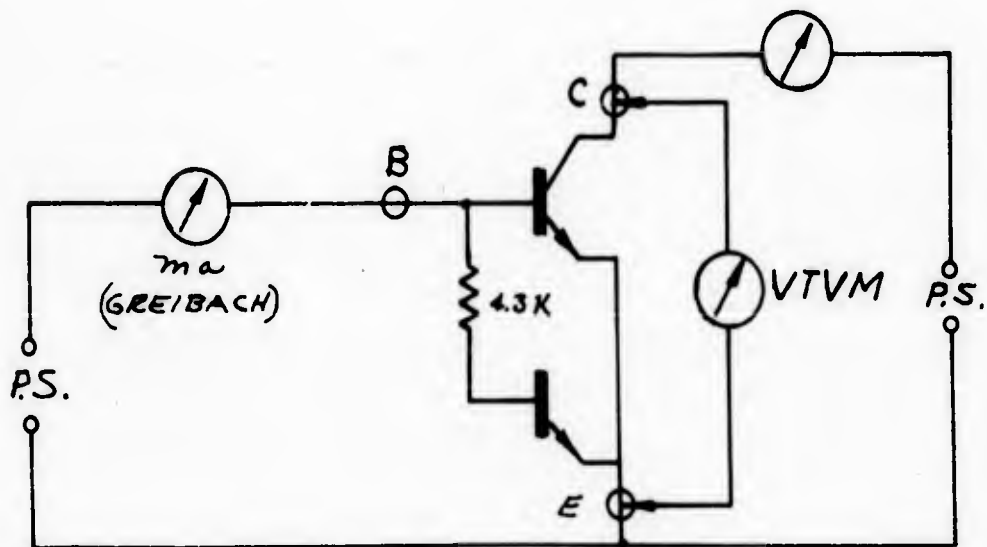 C
B
ma
(GREIBACH)
4.3K
VTVM
P.S.
P.S.
E